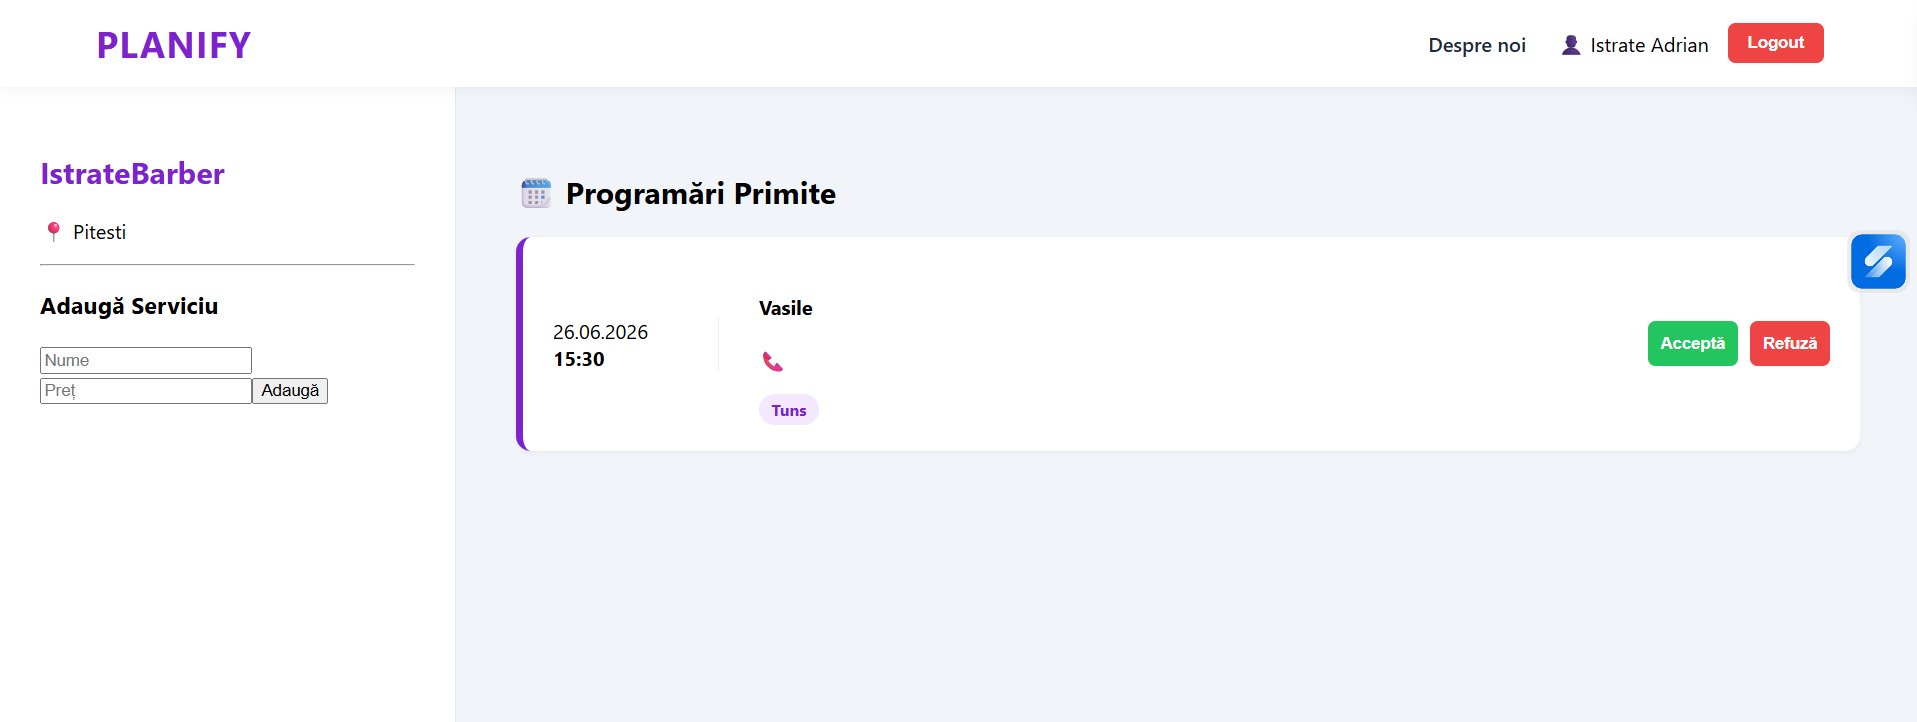 PLANIFY
Despre noi
Istrate Adrian
Logout
IstrateBarber
Pitesti
Adaugă Serviciu
Nume
Preț
Adaugă
Programări Primite
26.06.2026
15:30
Vasile
Tuns
Acceptă
Refuză